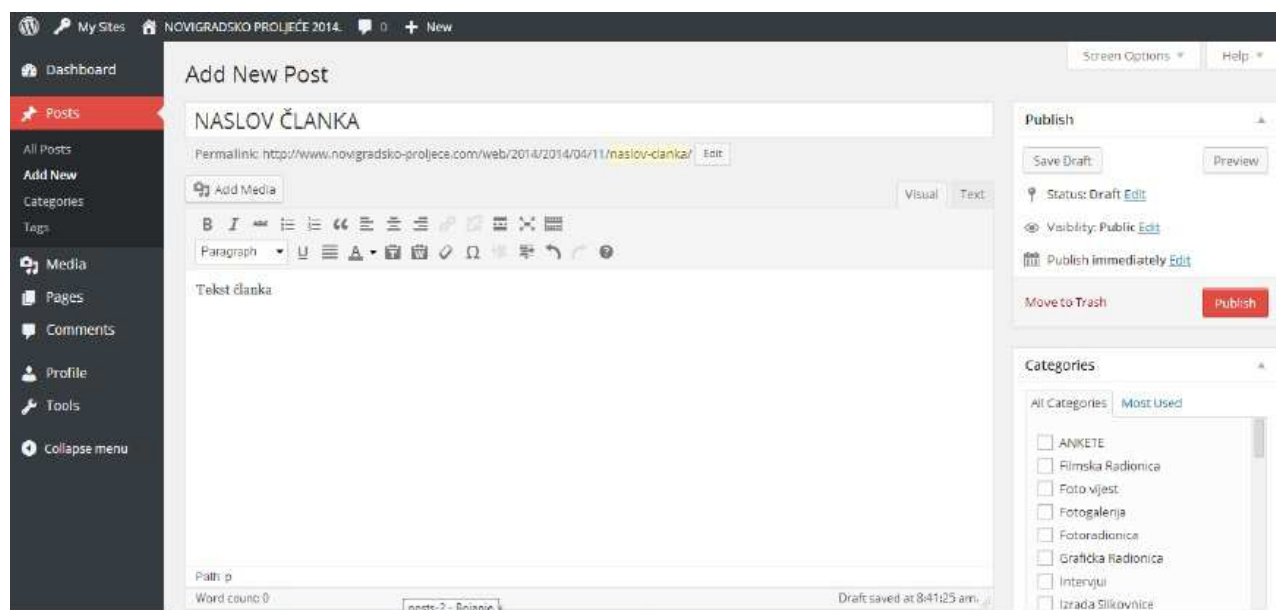 My Sites NOVIGRADSKO PROLJEĆE 2014. 0 + New
Screen Options Help
Dashboard
Posts
All Posts
Add New
Categories
Tags
Media
Pages
Comments
Profile
Tools
Collapse menu
Add New Post
NASLOV ČLANKA
Permalink: http://www.novigradsko-proljece.com/web/2014/2014/04/11/naslov-clanka/ Edit
Add Media
Visual Text
B I ABC
Paragraph U A
Tekst članka
Path: p
Word count: 0
Draft saved at 8:41:25 am.
Publish
Save Draft Preview
Status: Draft Edit
Visibility: Public Edit
Publish immediately Edit
Move to Trash Publish
Categories
All Categories Most Used
ANKETE
Filmska Radionica
Foto vijest
Fotogalerija
Fotoradionica
Grafička Radionica
Intervjui
Izrada Slikovnice